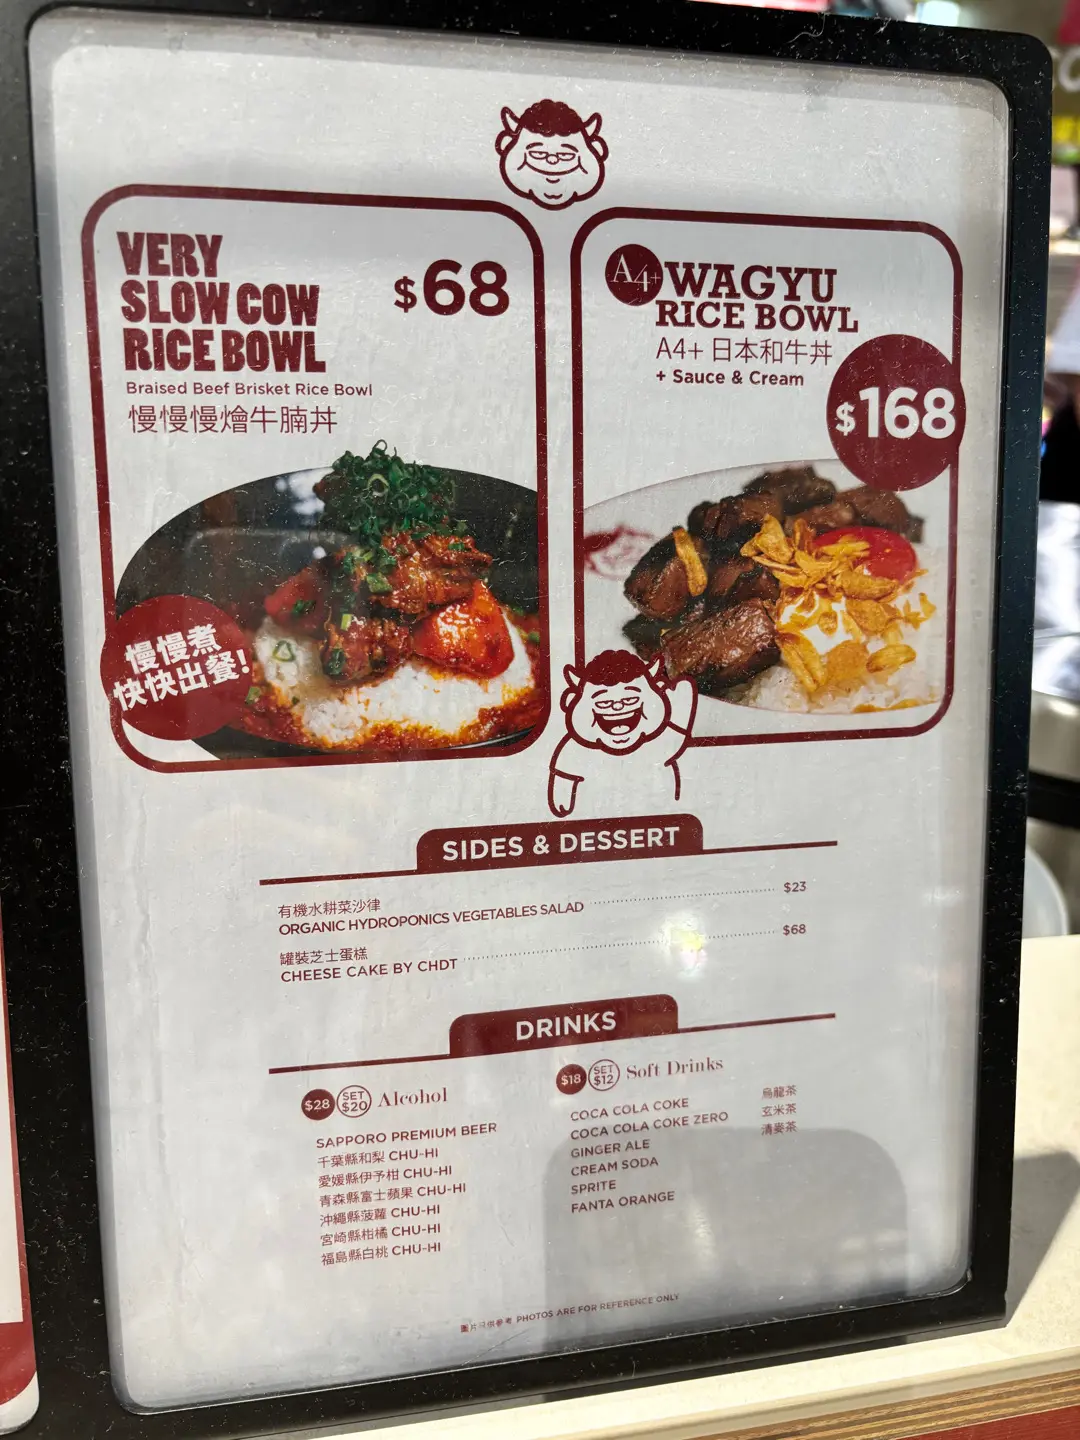 VERY
SLOW COW
RICE BOWL
$68
Braised Beef Brisket Rice Bowl
慢慢慢燴牛腩丼
慢慢煮
快快出餐!
A4+ WAGYU
RICE BOWL
A4+ 日本和牛丼
+ Sauce & Cream
$168
SIDES & DESSERT
有機水耕菜沙律
ORGANIC HYDROPONICS VEGETABLES SALAD $23
罐裝芝士蛋糕
CHEESE CAKE BY CHDT $68
DRINKS
$28 SET $20 Alcohol
SAPPORO PREMIUM BEER
千葉縣和梨 CHU-HI
愛媛縣伊予柑 CHU-HI
青森縣富士蘋果 CHU-HI
沖繩縣菠蘿 CHU-HI
宮崎縣柑橘 CHU-HI
福島縣白桃 CHU-HI
$18 SET $12 Soft Drinks
COCA COLA COKE
COCA COLA COKE ZERO
GINGER ALE
CREAM SODA
SPRITE
FANTA ORANGE
烏龍茶
玄米茶
清麥茶
圖片只供參考 PHOTOS ARE FOR REFERENCE ONLY